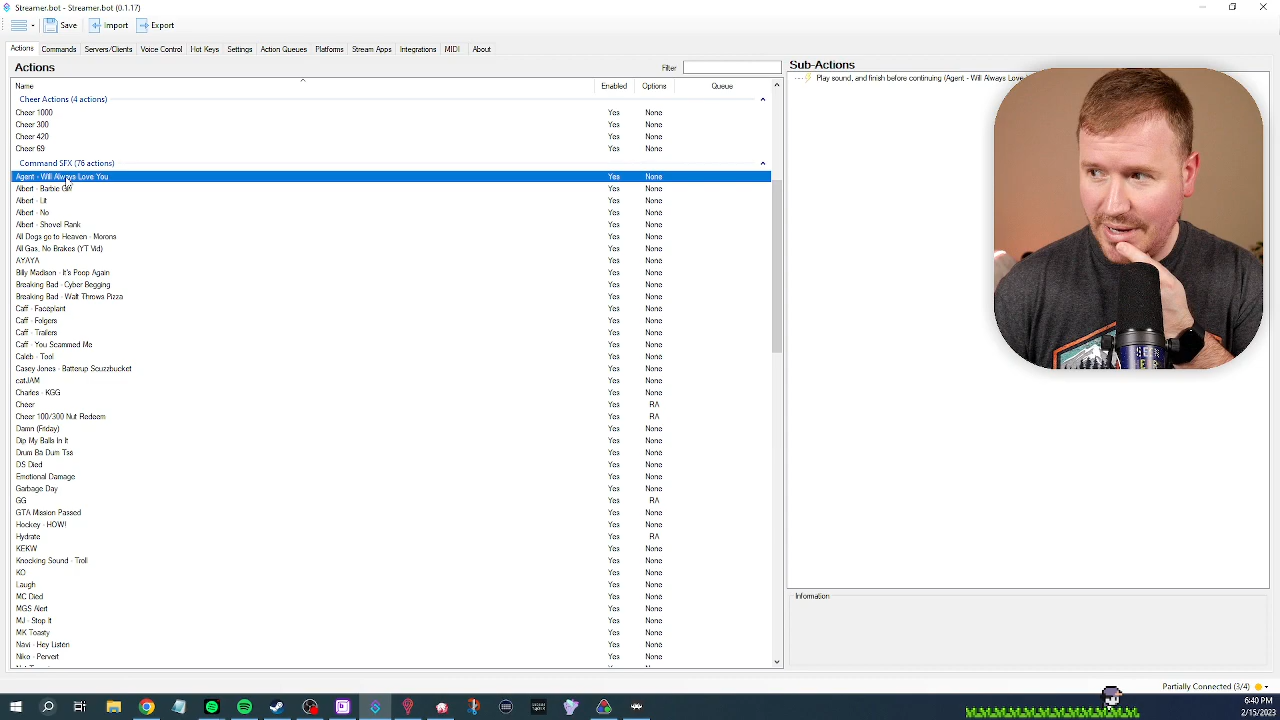 Streamer.bot - Streamer.bot (0.1.17)
Save Import Export
Actions Commands Servers/Clients Voice Control Hot Keys Settings Action Queues Platforms Stream Apps Integrations MIDI About
Actions Filter
Name Enabled Options Queue
Cheer Actions (4 actions)
Cheer 1000 Yes None
Cheer 300 Yes None
Cheer 420 Yes None
Cheer 69 Yes None
Command SFX (76 actions)
Agent - Will Always Love You Yes None
Albert - Barbie Girl Yes None
Albert - Lit Yes None
Albert - No Yes None
Albert - Shovel Rank Yes None
All Dogs go to Heaven - Morons Yes None
All Gas, No Brakes (YT Vid) Yes None
AYAYA Yes None
Billy Madison - It's Poop Again Yes None
Breaking Bad - Cyber Begging Yes None
Breaking Bad - Walt Throws Pizza Yes None
Caff - Faceplant Yes None
Caff - Folgers Yes None
Caff - Trailers Yes None
Caff - You Scammed Me Yes None
Caleb - Tool Yes None
Casey Jones - Batterup Scuzzbucket Yes None
catJAM Yes None
Charles - KGG Yes None
Cheer Yes RA
Cheer 100/300 Nut Redeem Yes RA
Damn (Friday) Yes None
Dip My Balls In It Yes None
Drum Ba Dum Tss Yes None
DS Died Yes None
Emotional Damage Yes None
Garbage Day Yes None
GG Yes RA
GTA Mission Passed Yes None
Hockey - HOW! Yes None
Hydrate Yes RA
KEKW Yes None
Knocking Sound - Troll Yes None
KO Yes None
Laugh Yes None
MC Died Yes None
MGS Alert Yes None
MJ - Stop It Yes None
MK Toasty Yes None
Navi - Hey Listen Yes None
Niko - Pervert Yes None
Sub-Actions
Play sound, and finish before continuing (Agent - Will Always Love
Information
Partially Connected (3/4)
6:40 PM
2/15/2023